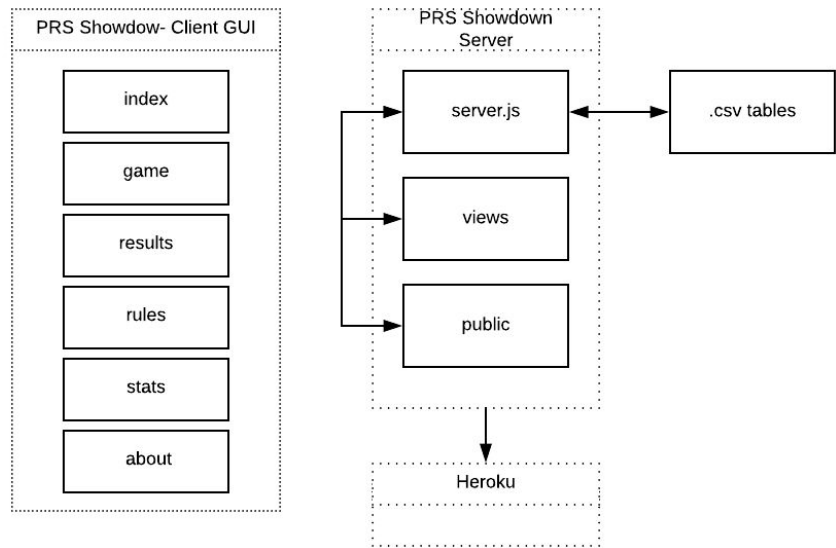 PRS Showdow- Client GUI
index
game
results
rules
stats
about
PRS Showdown
Server
server.js
views
public
.csv tables
Heroku